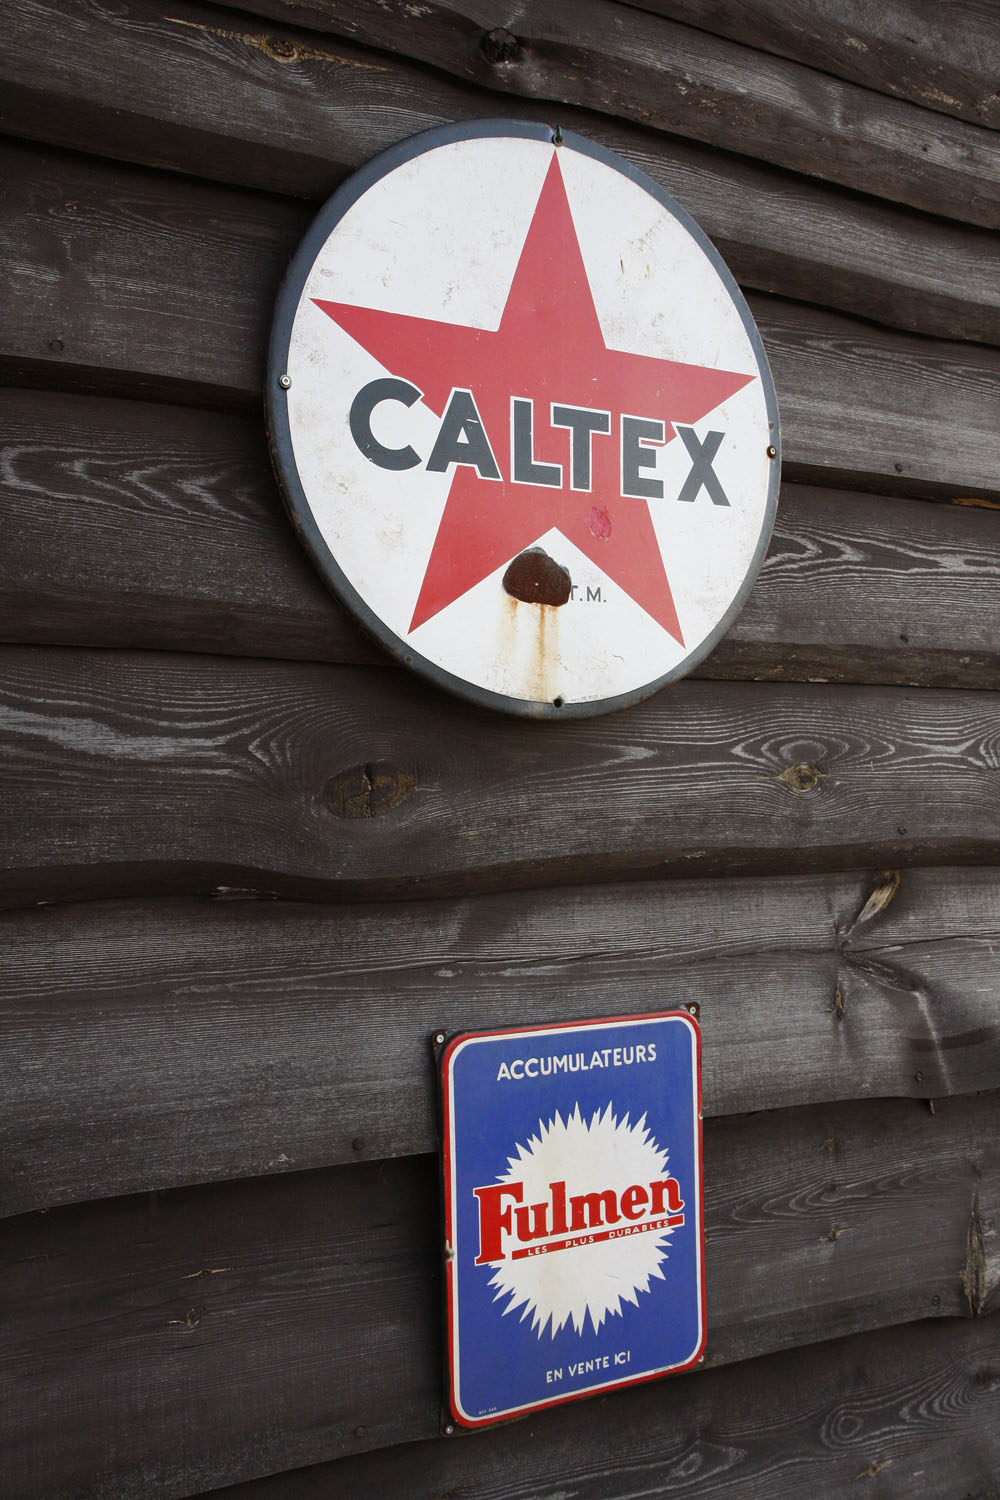 CALTEX
T.M.
ACCUMULATEURS
Fulmen
LES PLUS DURABLES
EN VENTE ICI